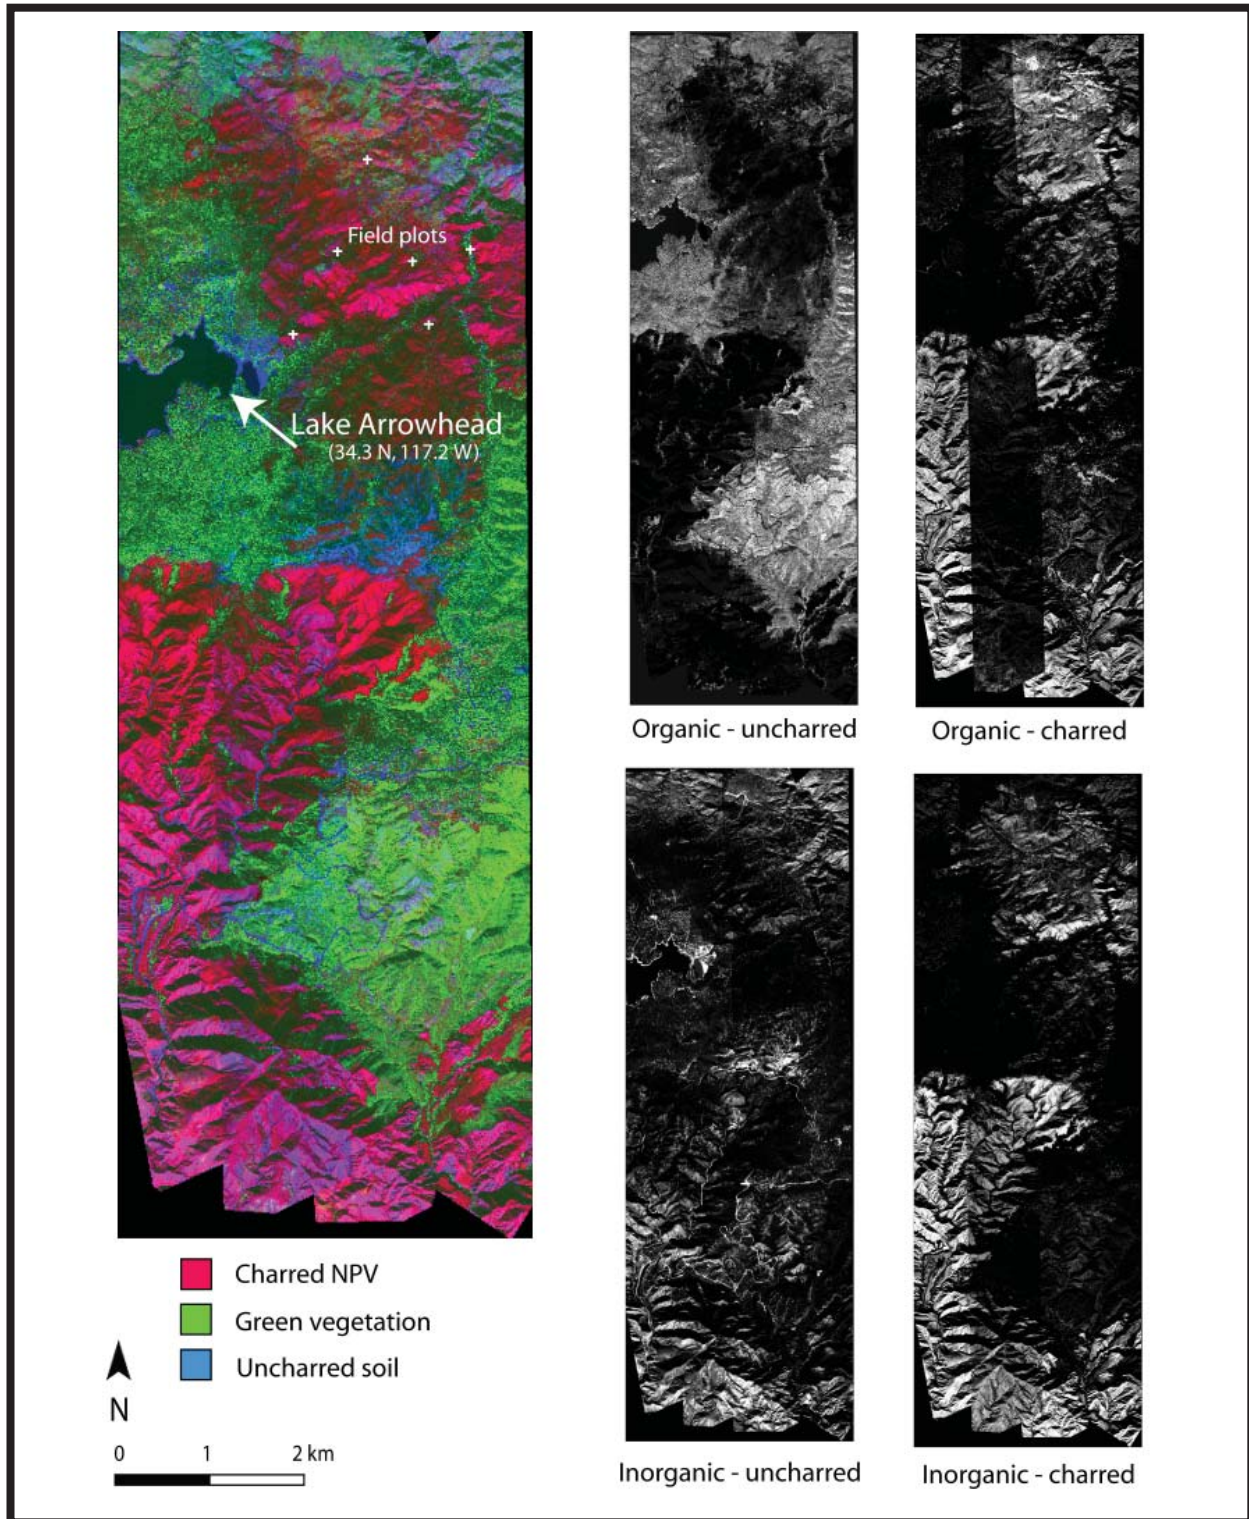 Field plots
Lake Arrowhead
(34.3 N, 117.2 W)
Charred NPV
Green vegetation
Uncharred soil
N
0 1 2 km
Organic - uncharred
Organic - charred
Inorganic - uncharred
Inorganic - charred